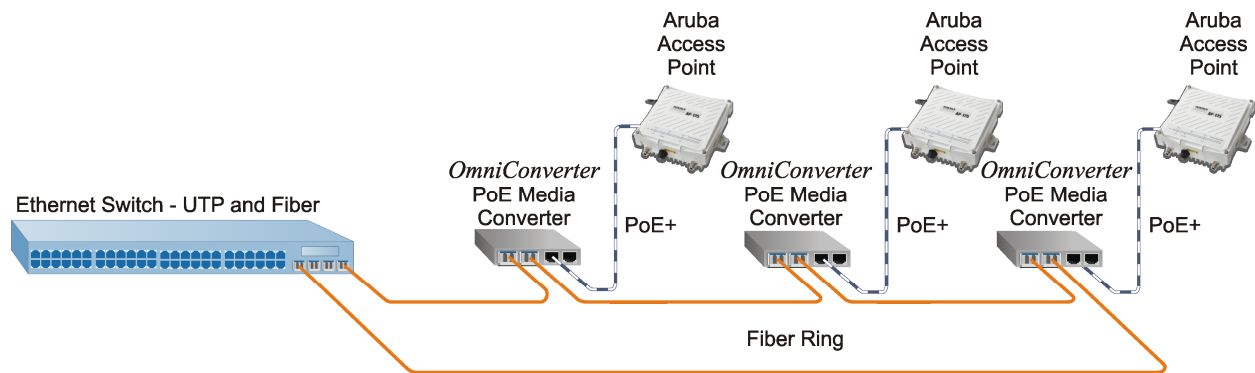 Aruba
Access
Point
Aruba
Access
Point
Aruba
Access
Point
OmniConverter
PoE Media
Converter
OmniConverter
PoE Media
Converter
OmniConverter
PoE Media
Converter
Ethernet Switch - UTP and Fiber
PoE+
PoE+
PoE+
Fiber Ring